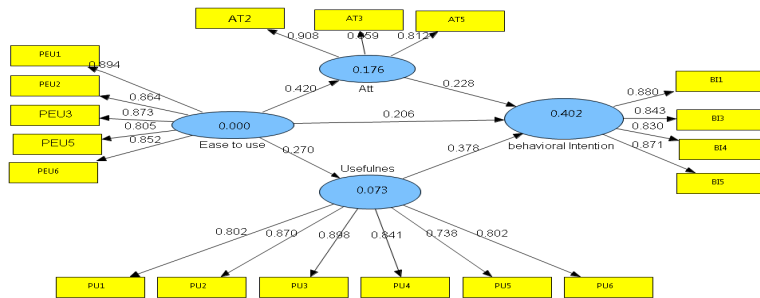 AT2
AT3
AT5
0.908
0.859
0.812
PEU1
PEU2
PEU3
PEU5
PEU6
0.894
0.864
0.873
0.805
0.852
0.176
Att
0.420
0.228
0.000
Ease to use
0.206
0.270
0.402
behavioral Intention
0.880
0.843
0.830
0.871
BI1
BI3
BI4
BI5
Usefulnes
0.073
0.378
0.802
0.870
0.898
0.841
0.738
0.802
PU1
PU2
PU3
PU4
PU5
PU6